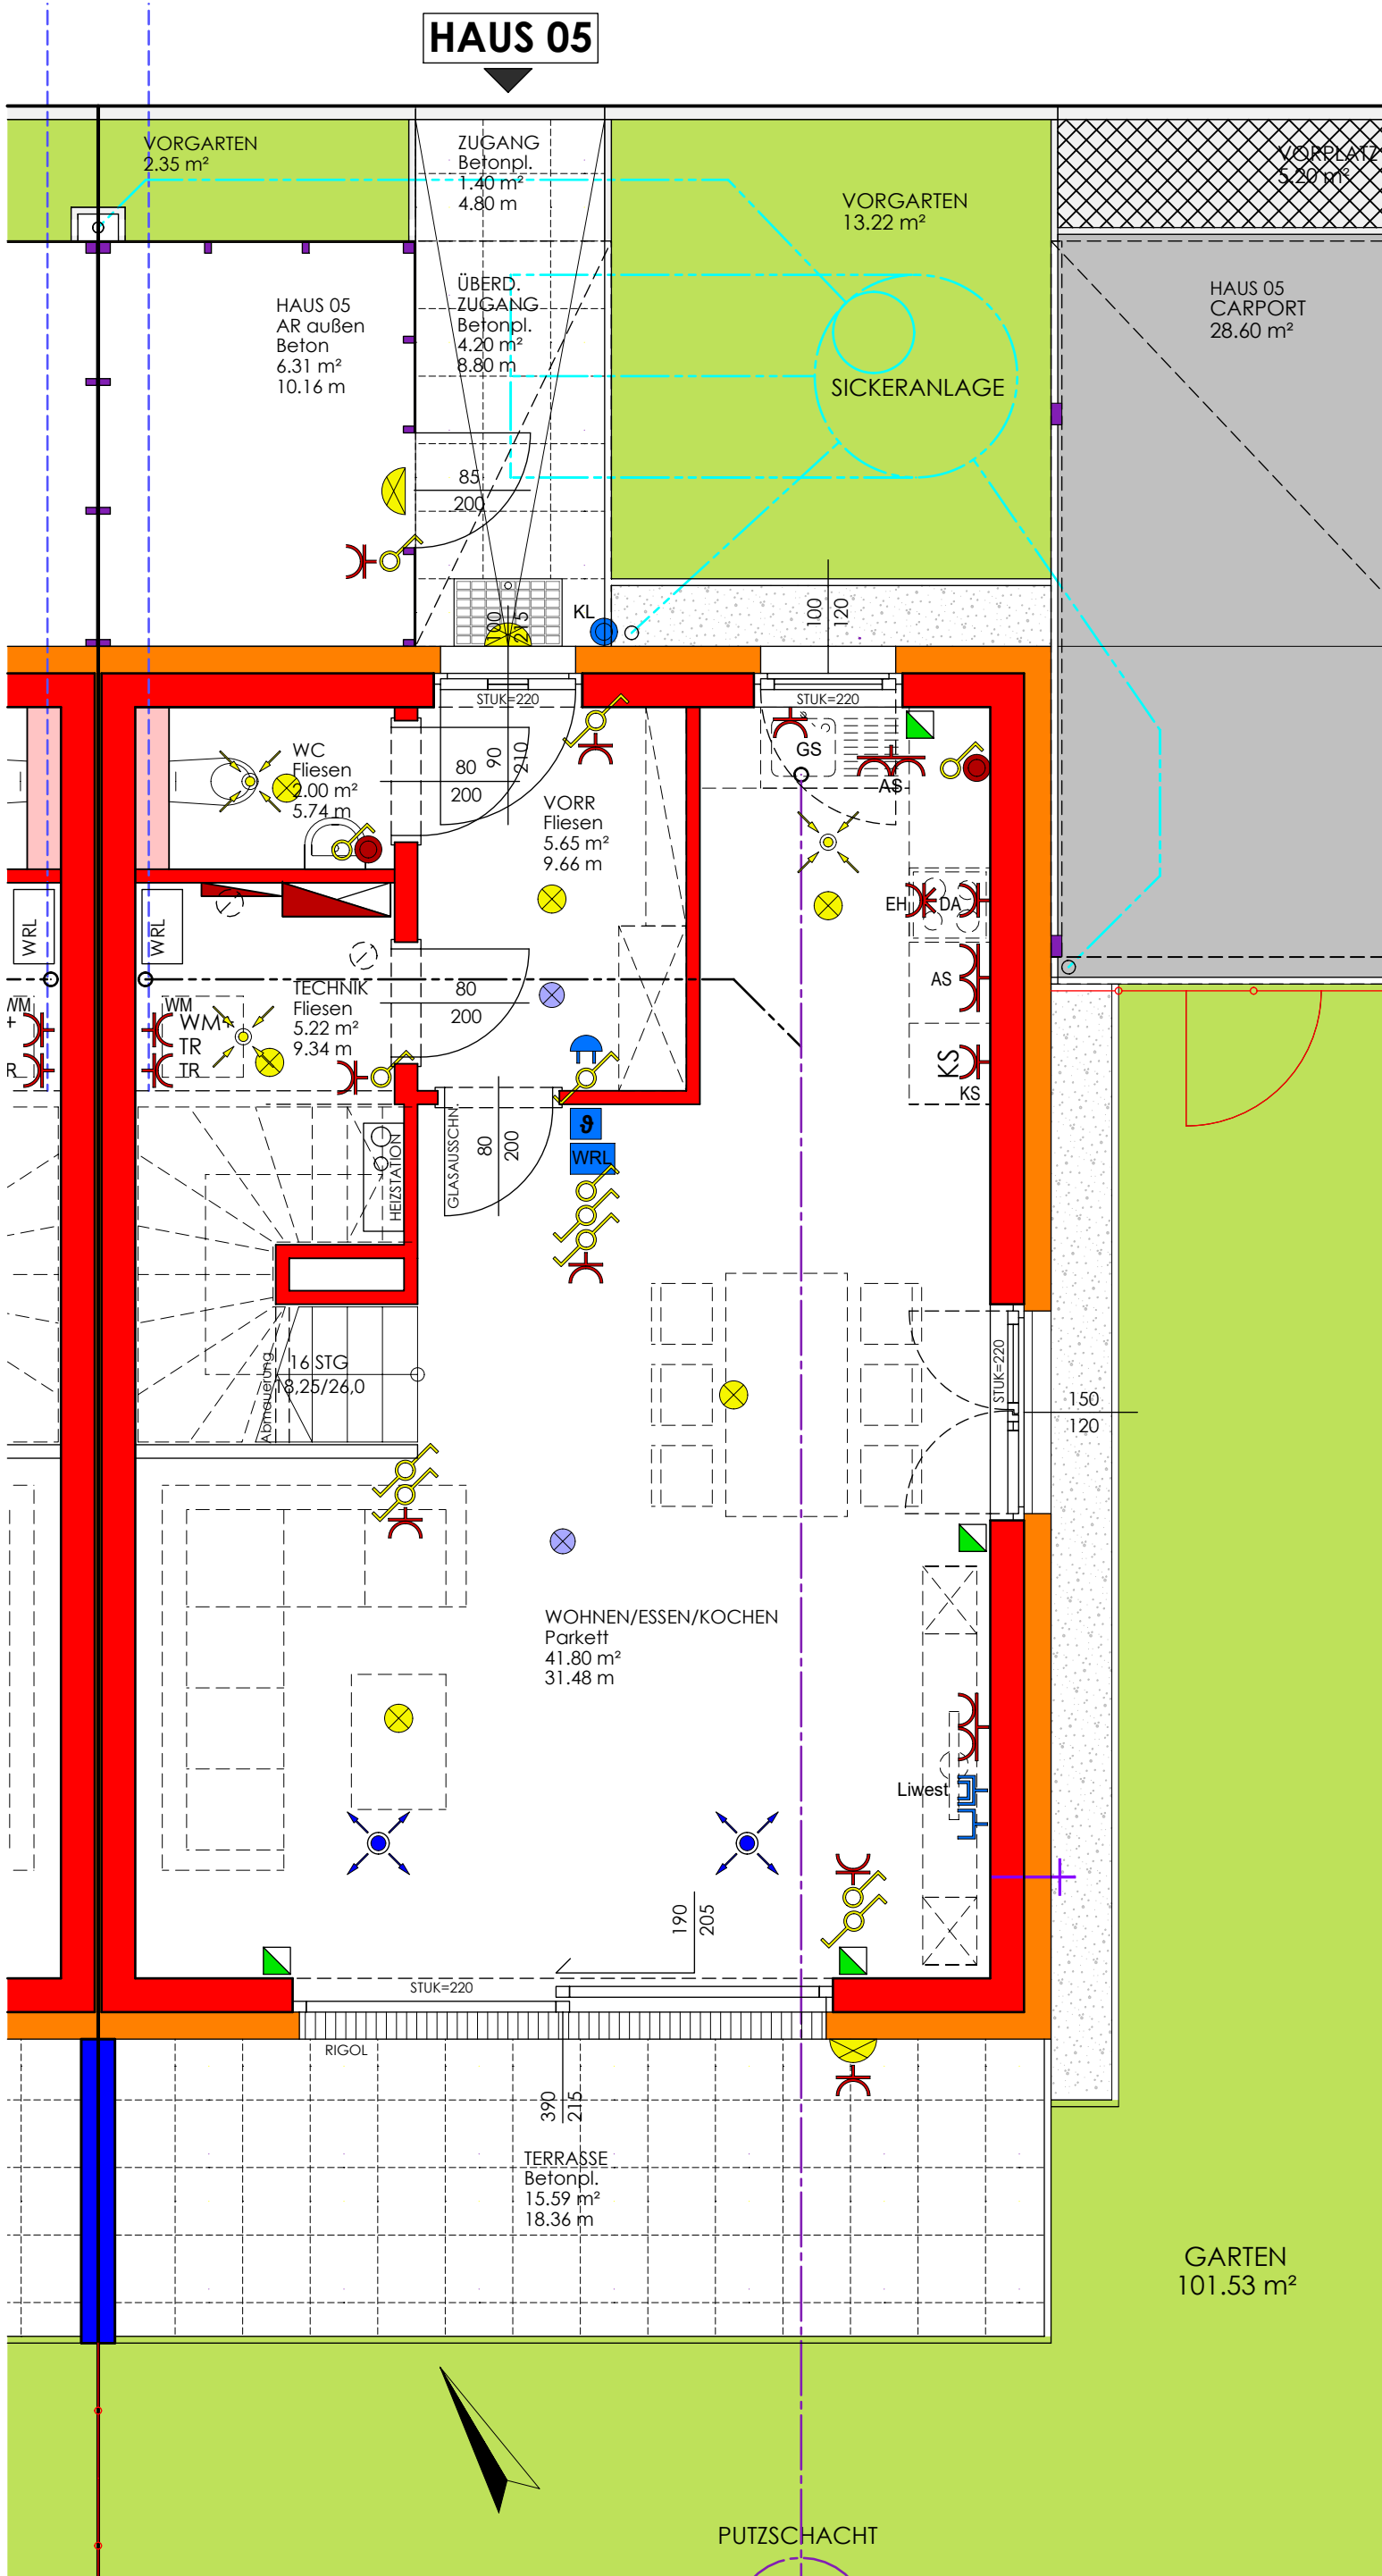 HAUS 05
VORGARTEN
2.35 m²
ZUGANG
Betonpl.
1.40 m²
4.80 m
VORGARTEN
13.22 m²
VORPLATZ
5.20 m²
HAUS 05
AR außen
Beton
6.31 m²
10.16 m
ÜBERD.
ZUGANG
Betonpl.
4.20 m²
8.80 m
HAUS 05
CARPORT
28.60 m²
SICKERANLAGE
85
200
KL
100
120
STUK=220
STUK=220
WC
Fliesen
2.00 m²
5.74 m
80
200
90
210
VORR
Fliesen
5.65 m²
9.66 m
GS
AS
EH
DA
WRL
WRL
AS
WM
+
R
WM
WM+
TR
TR
TECHNIK
Fliesen
5.22 m²
9.34 m
80
200
KS
KS
GLASAUSSCHN.
80
200
HEIZSTATION
ϑ
WRL
16 STG
18,25/26,0
Abmauerung
STUK=220
150
120
WOHNEN/ESSEN/KOCHEN
Parkett
41.80 m²
31.48 m
Liwest
190
205
STUK=220
RIGOL
390
215
TERRASSE
Betonpl.
15.59 m²
18.36 m
GARTEN
101.53 m²
PUTZSCHACHT